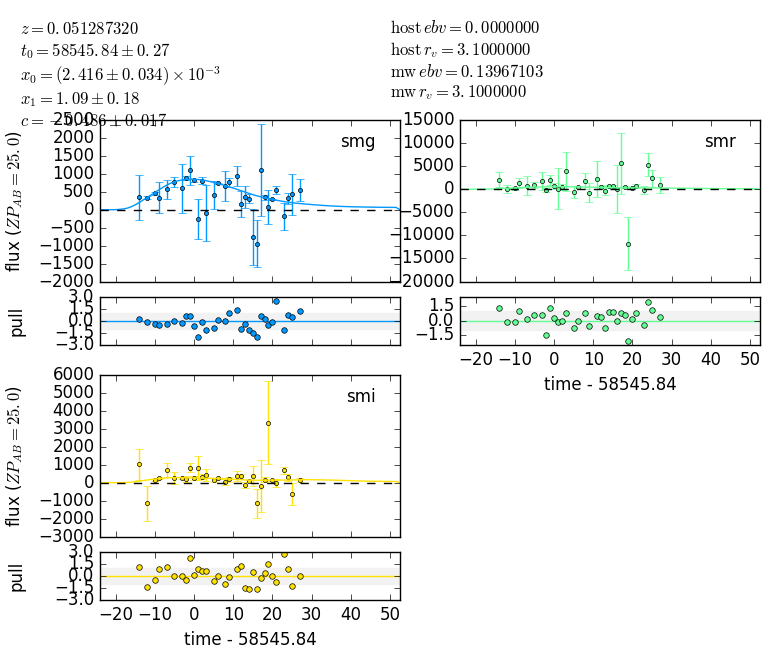 z = 0.051287320
t₀ = 58545.84 ± 0.27
x₀ = (2.416 ± 0.034) × 10⁻³
x₁ = 1.09 ± 0.18
c = −0.486 ± 0.017
host ebv = 0.0000000
host rᵥ = 3.1000000
mw ebv = 0.13967103
mw rᵥ = 3.1000000
smg
flux (ZP_AB = 25.0)
2500
2000
1500
1000
500
0
−500
−1000
−1500
−2000
pull
3.0
1.5
0.0
−1.5
−3.0
smr
15000
10000
5000
0
−5000
−10000
−15000
−20000
1.5
0.0
−1.5
−20 −10 0 10 20 30 40 50
time - 58545.84
smi
flux (ZP_AB = 25.0)
6000
5000
4000
3000
2000
1000
0
−1000
−2000
−3000
pull
3.0
1.5
0.0
−1.5
−3.0
−20 −10 0 10 20 30 40 50
time - 58545.84